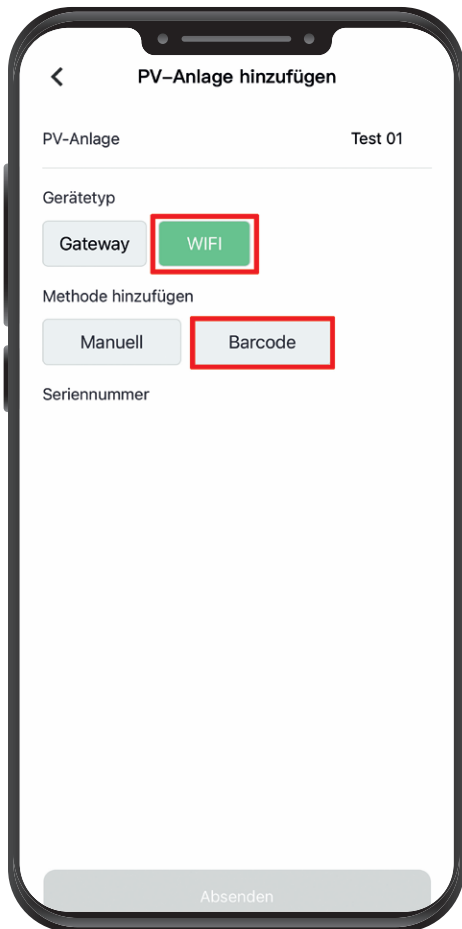 PV-Anlage hinzufügen
PV-Anlage Test 01
Gerätetyp
Gateway WIFI
Methode hinzufügen
Manuell Barcode
Seriennummer
Absenden